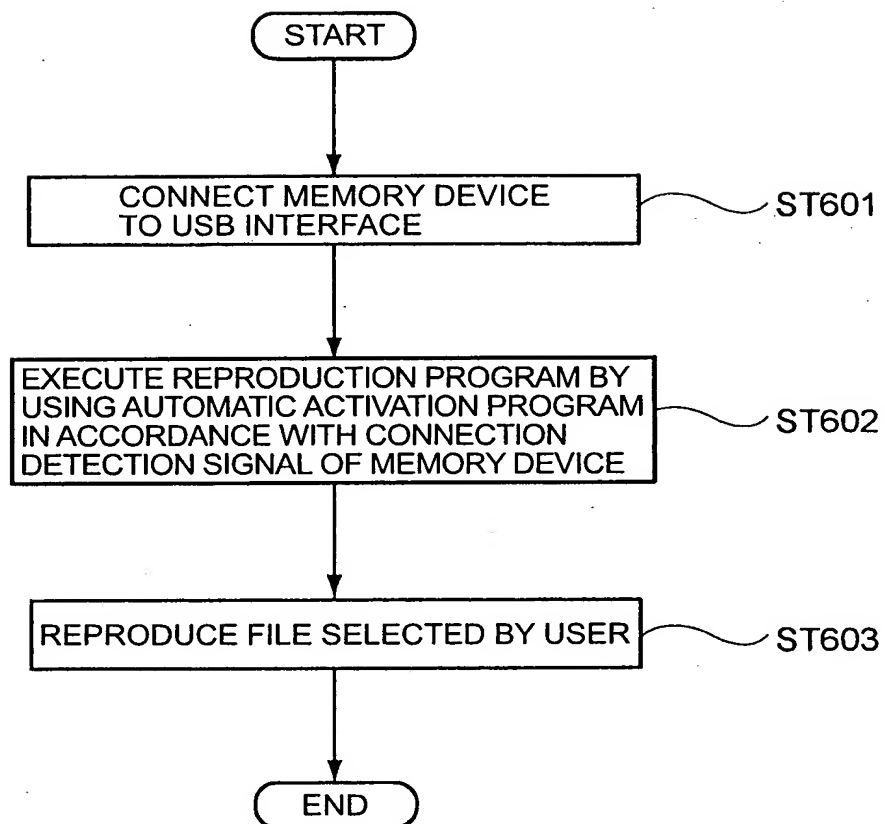 START
CONNECT MEMORY DEVICE
TO USB INTERFACE
ST601
EXECUTE REPRODUCTION PROGRAM BY
USING AUTOMATIC ACTIVATION PROGRAM
IN ACCORDANCE WITH CONNECTION
DETECTION SIGNAL OF MEMORY DEVICE
ST602
REPRODUCE FILE SELECTED BY USER
ST603
END